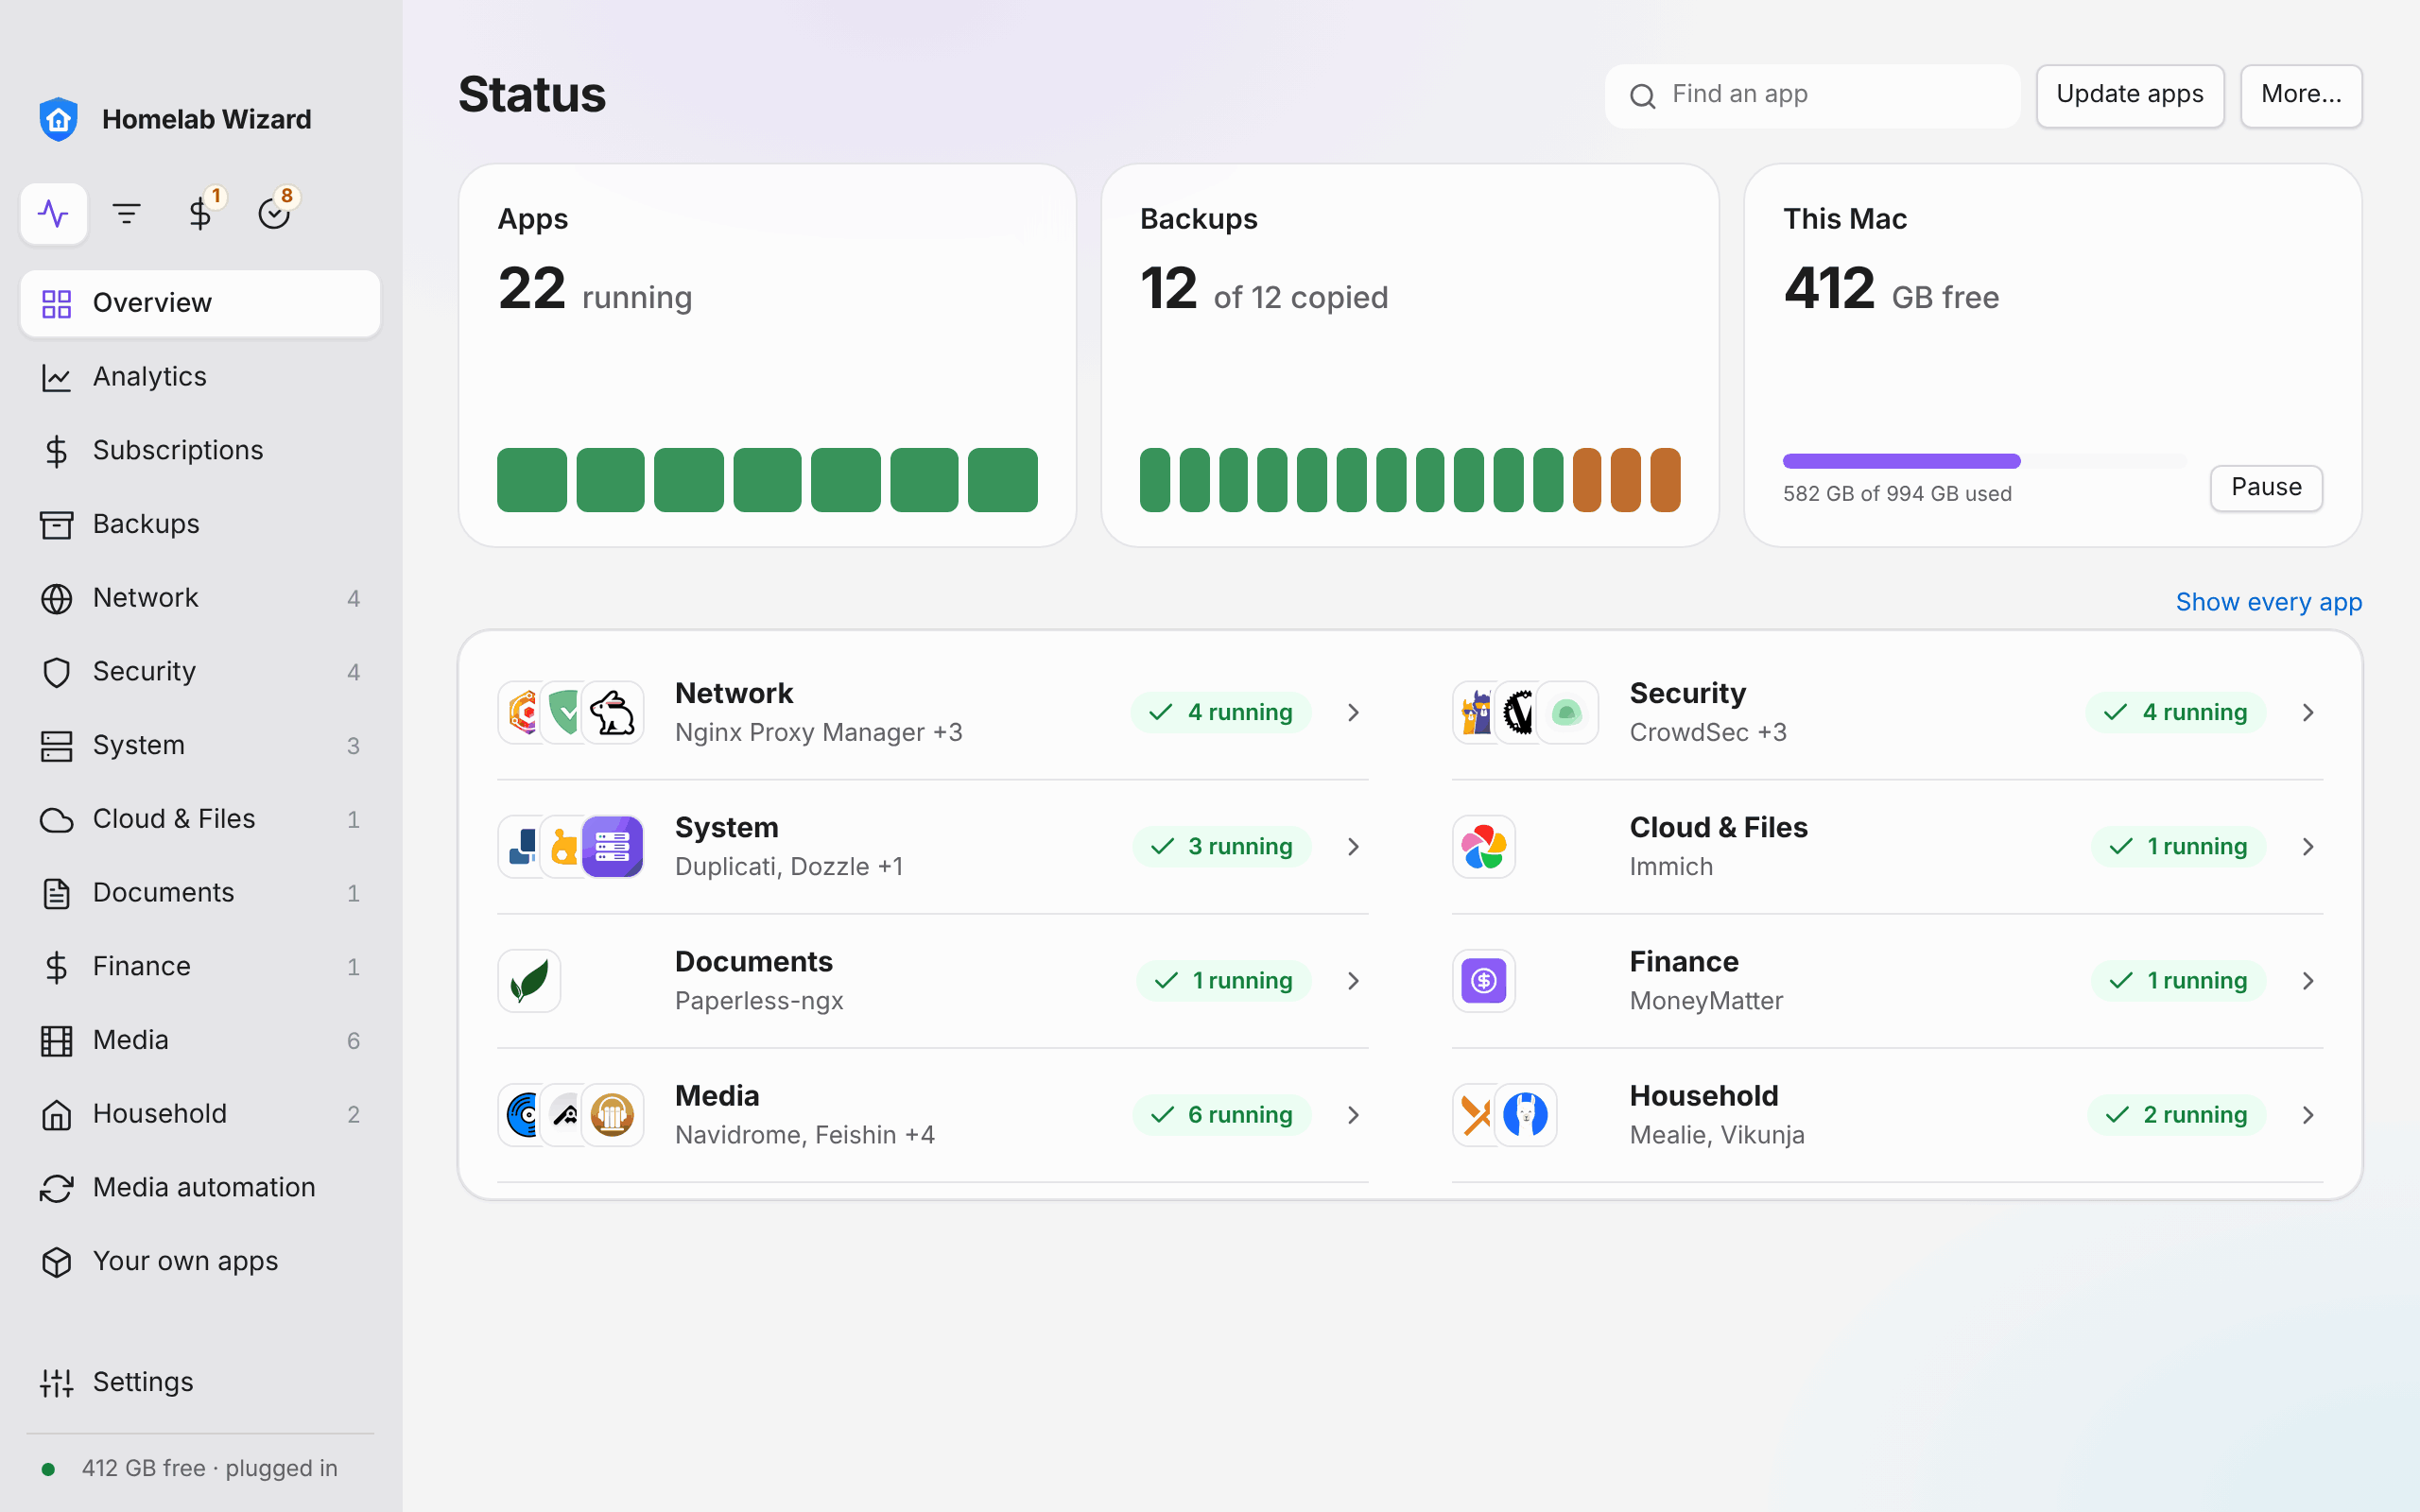 Homelab Wizard
1
8
Overview
Analytics
Subscriptions
Backups
Network 4
Security 4
System 3
Cloud & Files 1
Documents 1
Finance 1
Media 6
Household 2
Media automation
Your own apps
Settings
412 GB free · plugged in
Status
Find an app
Update apps
More...
Apps
22 running
Backups
12 of 12 copied
This Mac
412 GB free
582 GB of 994 GB used
Pause
Show every app
Network
Nginx Proxy Manager +3
4 running
Security
CrowdSec +3
4 running
System
Duplicati, Dozzle +1
3 running
Cloud & Files
Immich
1 running
Documents
Paperless-ngx
1 running
Finance
MoneyMatter
1 running
Media
Navidrome, Feishin +4
6 running
Household
Mealie, Vikunja
2 running